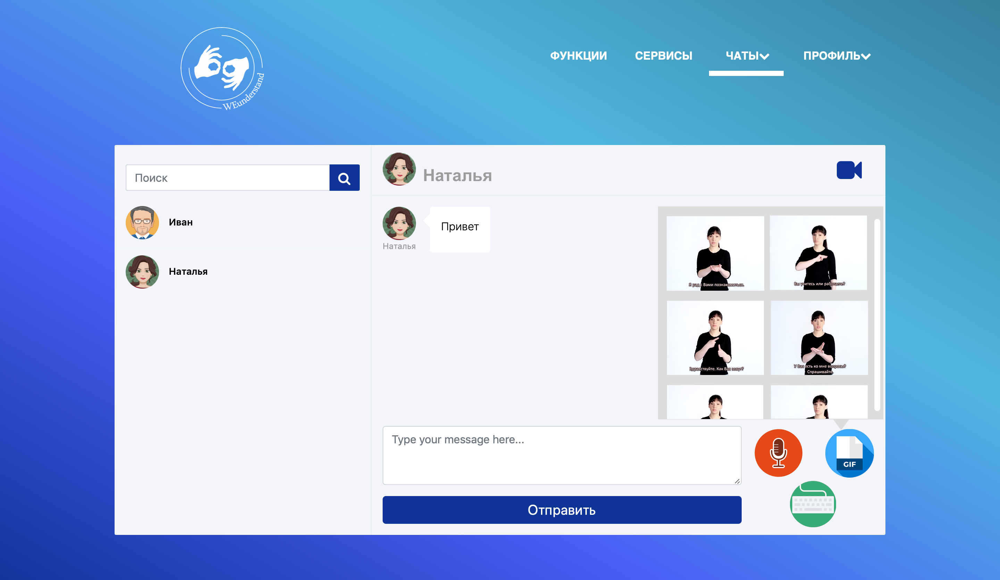 WEunderstand
ФУНКЦИИ
СЕРВИСЫ
ЧАТЫ
ПРОФИЛЬ
Поиск
Иван
Наталья
Наталья
Привет
Наталья
Я рад с Вами познакомиться.
Вы учитесь или работаете?
Здравствуйте. Как Вас зовут?
У Вас есть ко мне вопросы?
Спрашивайте.
Type your message here...
GIF
Отправить